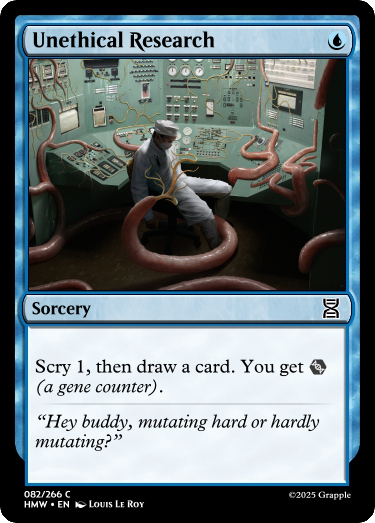 Unethical Research
Sorcery
Scry 1, then draw a card. You get
(a gene counter).
“Hey buddy, mutating hard or hardly
mutating?”
082/266 C
HMW • EN Louis Le Roy
©2025 Grapple